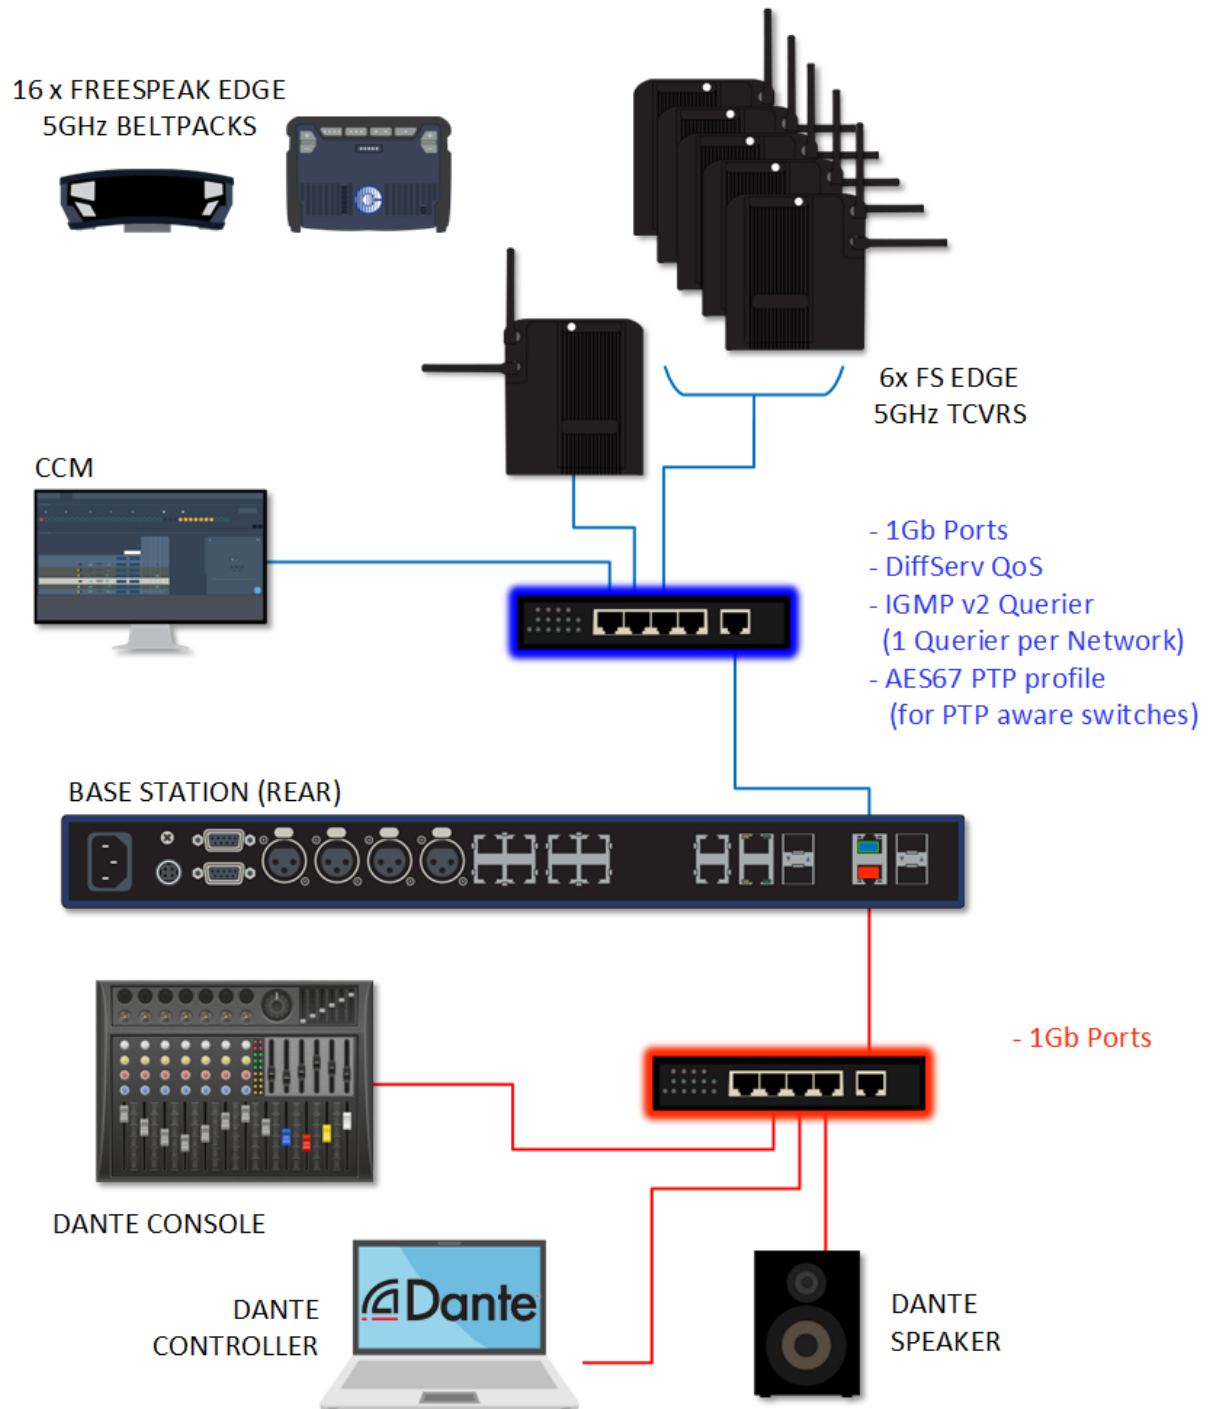 16 x FREESPEAK EDGE
5GHz BELTPACKS
6x FS EDGE
5GHz TCVRS
CCM
- 1Gb Ports
- DiffServ QoS
- IGMP v2 Querier
(1 Querier per Network)
- AES67 PTP profile
(for PTP aware switches)
BASE STATION (REAR)
- 1Gb Ports
DANTE CONSOLE
Dante
DANTE
CONTROLLER
DANTE
SPEAKER